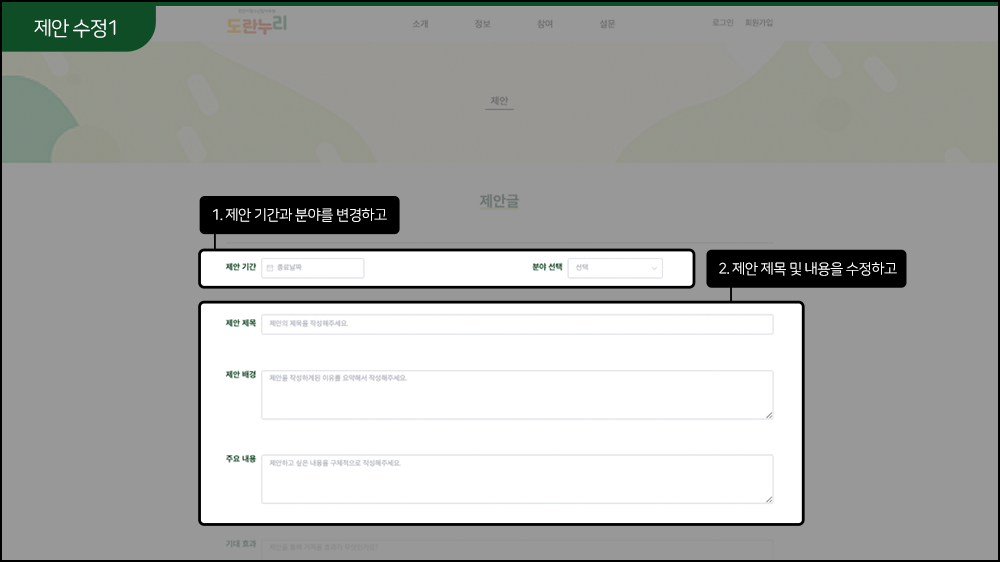 제안 수정1
도란누리
소개
정보
참여
설문
로그인
회원가입
제안
제안글
1. 제안 기간과 분야를 변경하고
제안 기간
종료날짜
분야 선택
선택
2. 제안 제목 및 내용을 수정하고
제안 제목
제안의 제목을 작성해주세요.
제안 배경
제안을 작성하게된 이유를 요약해서 작성해주세요.
주요 내용
제안하고 싶은 내용을 구체적으로 작성해주세요.
기대 효과